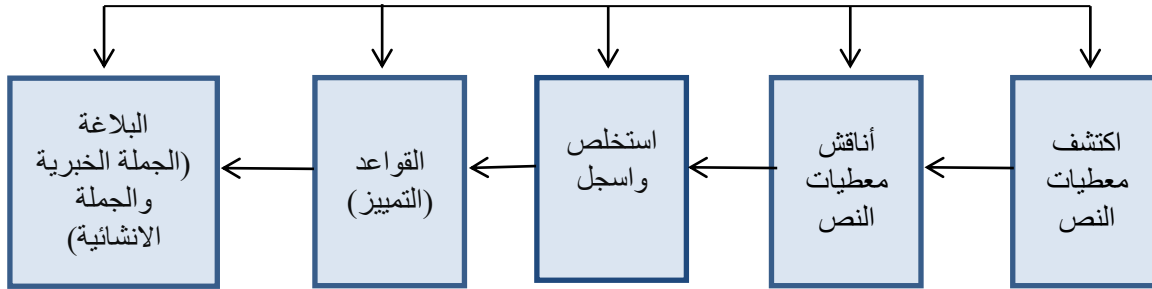 اكتشف
معطيات
النص
أناقش
معطيات
النص
استخلص
واسجل
القواعد
(التمييز)
البلاغة
(الجملة الخبرية
والجملة
الانشائية)